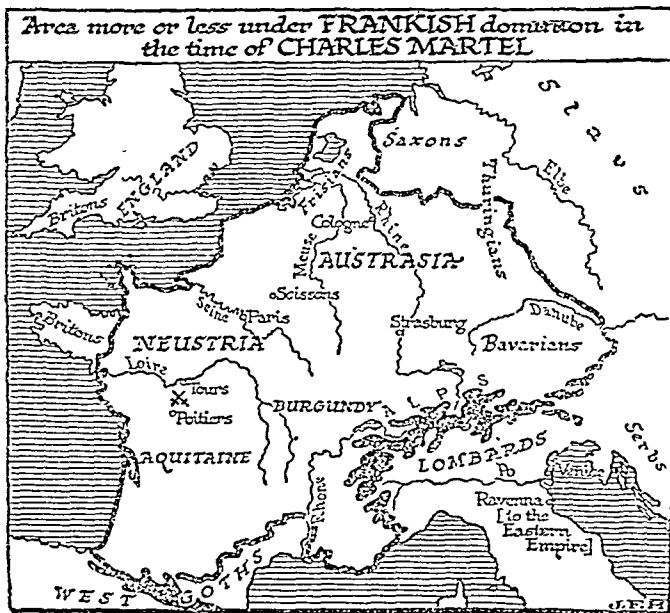 Area more or less under FRANKISH dominion in
the time of CHARLES MARTEL
Slavs
Saxons
Elbe
Thuringians
ENGLAND
Britons
Frisians
Cologne
Rhine
Meuse
AUSTRASIA
Soissons
Seine
Paris
Strasburg
Danube
Britons
NEUSTRIA
Bavarians
Loire
Tours
Poitiers
BURGUNDY
ALPS
AQUITAINE
LOMBARDS
Serbs
Po
Venice
Rhone
Ravenna
[to the
Eastern
Empire]
WEST GOTHS
J.F.H